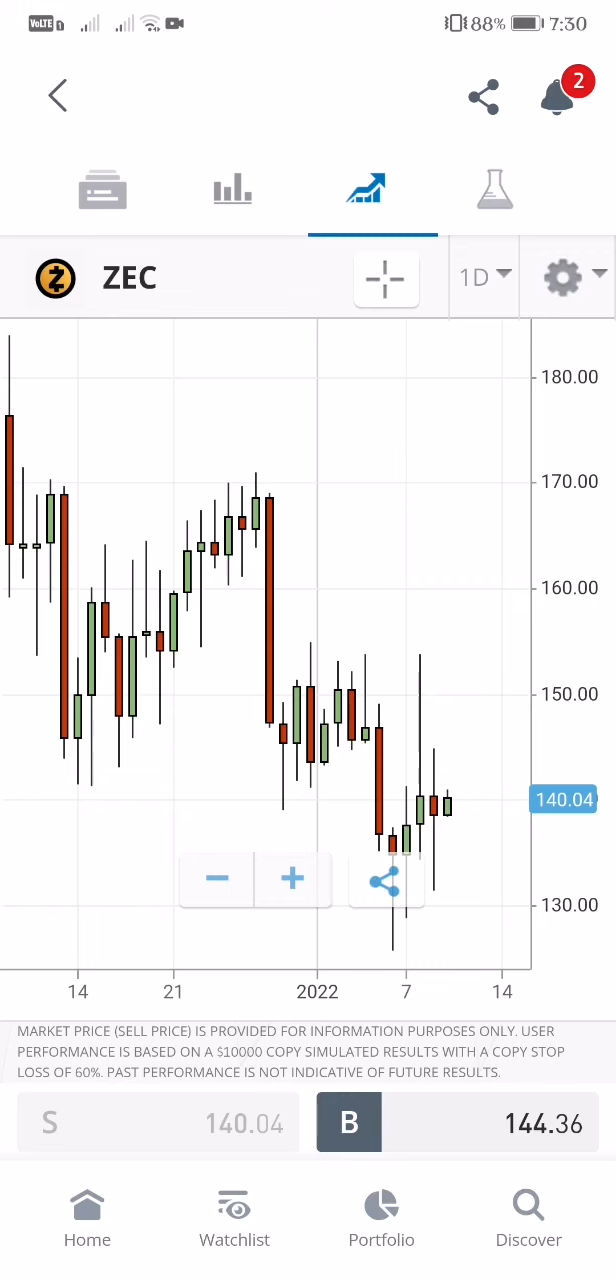 VoLTE 1 88% 7:30
2
ZEC 1D
180.00
170.00
160.00
150.00
140.04
130.00
14 21 2022 7 14
MARKET PRICE (SELL PRICE) IS PROVIDED FOR INFORMATION PURPOSES ONLY. USER
PERFORMANCE IS BASED ON A $10000 COPY SIMULATED RESULTS WITH A COPY STOP
LOSS OF 60%. PAST PERFORMANCE IS NOT INDICATIVE OF FUTURE RESULTS.
S 140.04 B 144.36
Home Watchlist Portfolio Discover